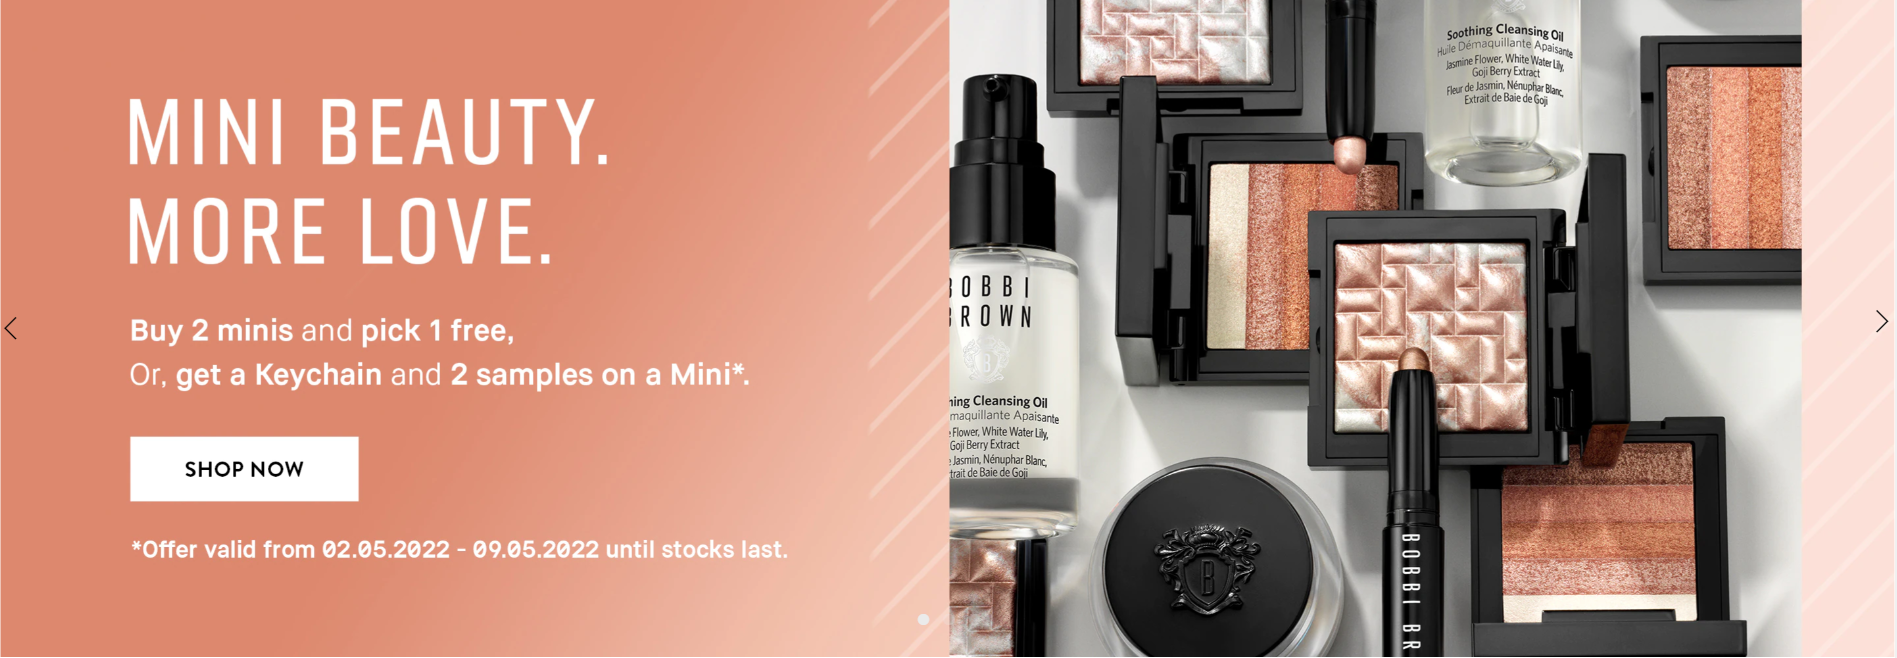 MINI BEAUTY.
MORE LOVE.
Buy 2 minis and pick 1 free,
Or, get a Keychain and 2 samples on a Mini*.
SHOP NOW
*Offer valid from 02.05.2022 - 09.05.2022 until stocks last.
Soothing Cleansing Oil
Huile Démaquillante Apaisante
Jasmine Flower, White Water Lily,
Goji Berry Extract
Fleur de Jasmin, Nénuphar Blanc,
Extrait de Baie de Goji
BOBBI
BROWN
B
hing Cleansing Oil
maquillante Apaisante
Flower, White Water Lily,
Goji Berry Extract
Jasmin, Nénuphar Blanc,
trait de Baie de Goji
B
BOBBI BR